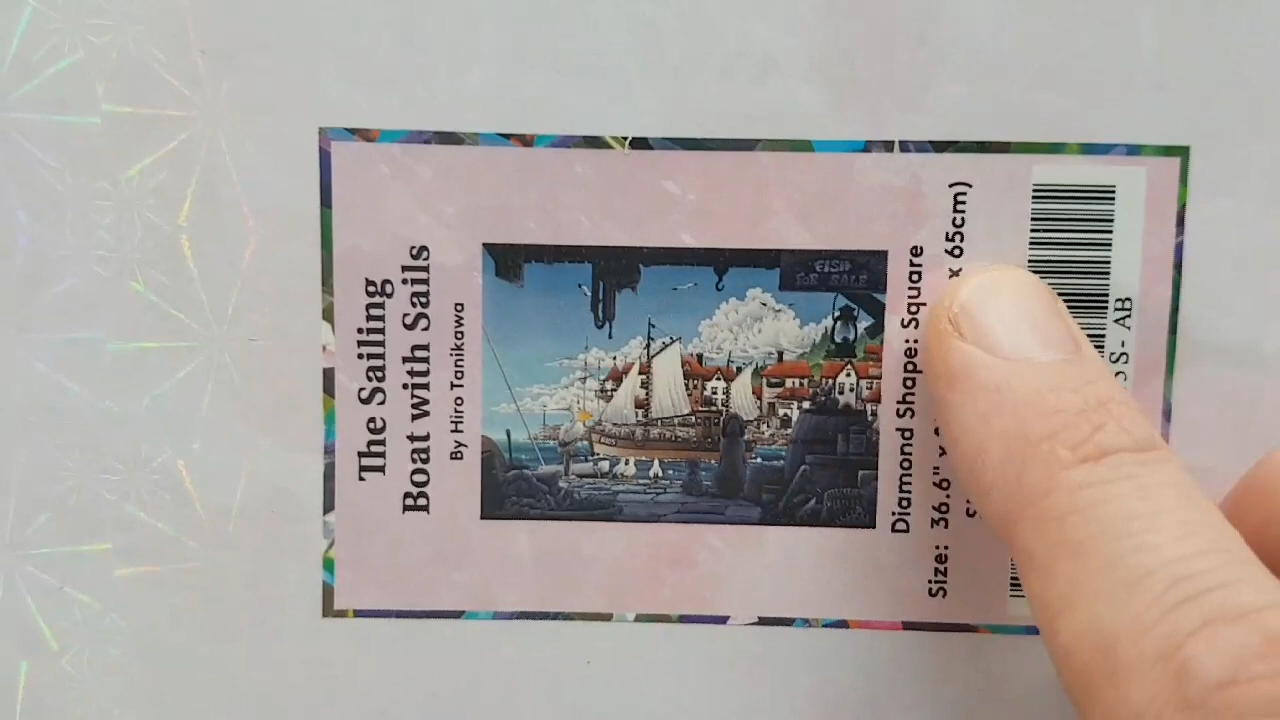 The Sailing
Boat with Sails
By Hiro Tanikawa
FISH
FOR SALE
Diamond Shape: Square
Size: 36.6" x
x 65cm)
S - AB